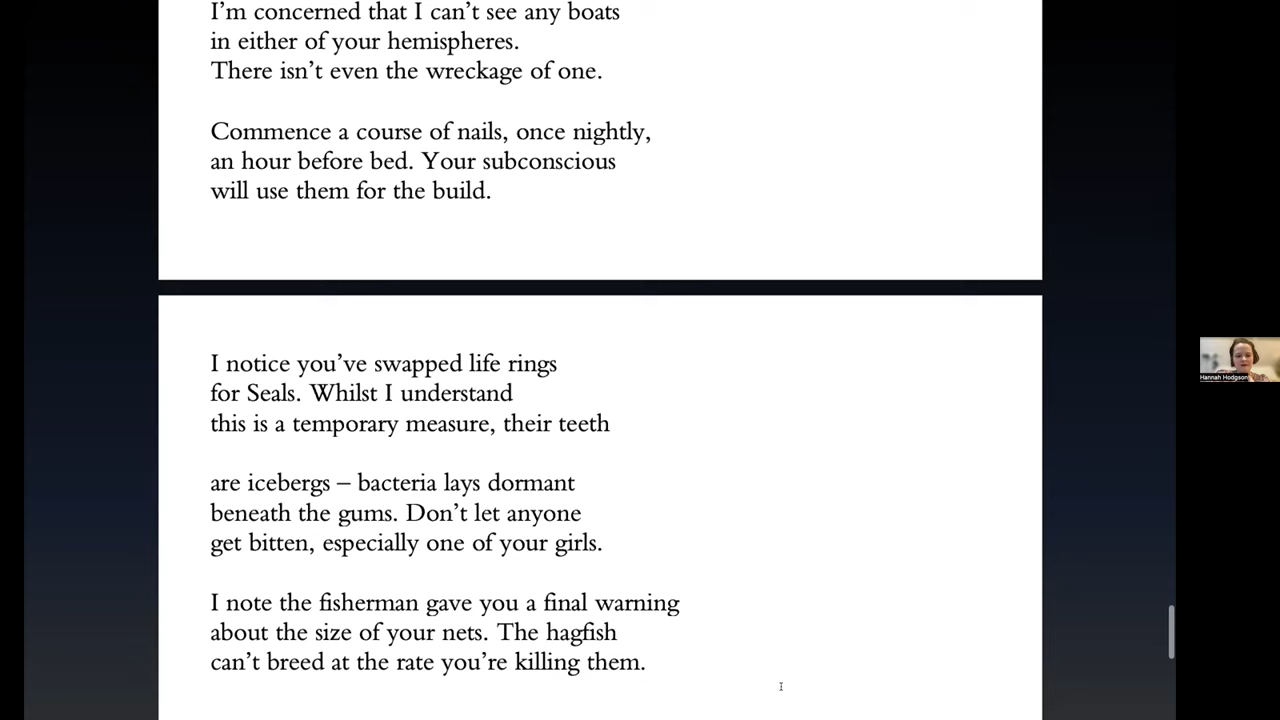 I'm concerned that I can't see any boats
in either of your hemispheres.
There isn't even the wreckage of one.
Commence a course of nails, once nightly,
an hour before bed. Your subconscious
will use them for the build.
I notice you've swapped life rings
for Seals. Whilst I understand
this is a temporary measure, their teeth
are icebergs – bacteria lays dormant
beneath the gums. Don't let anyone
get bitten, especially one of your girls.
I note the fisherman gave you a final warning
about the size of your nets. The hagfish
can't breed at the rate you're killing them.
Hannah Hodgson